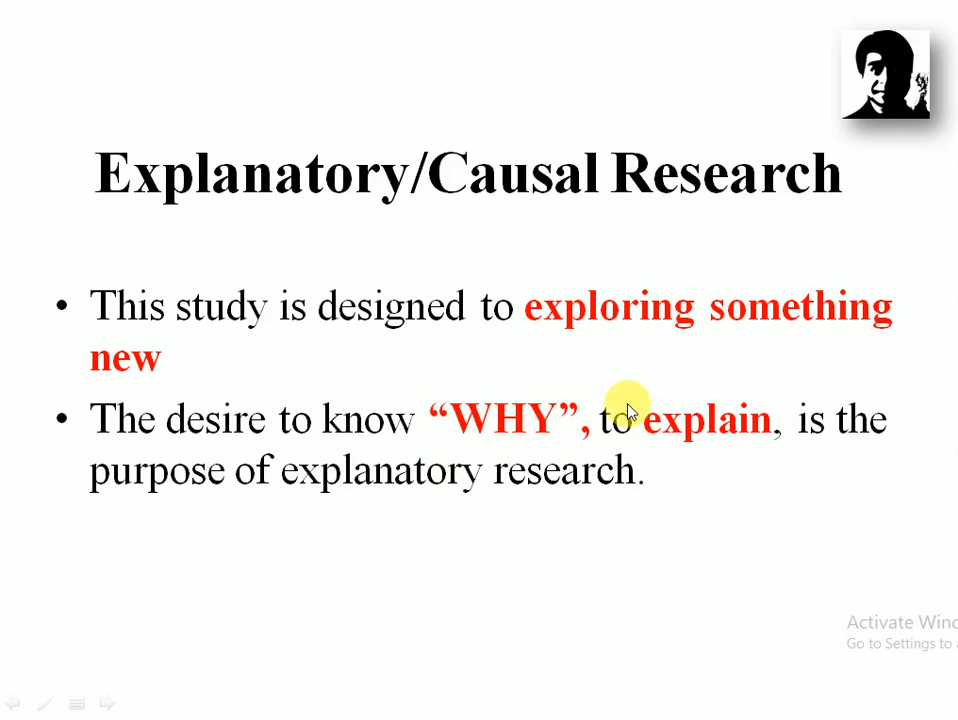 Explanatory/Causal Research
• This study is designed to exploring something
new
• The desire to know “WHY”, to explain, is the
purpose of explanatory research.
Activate Wind
Go to Settings to a